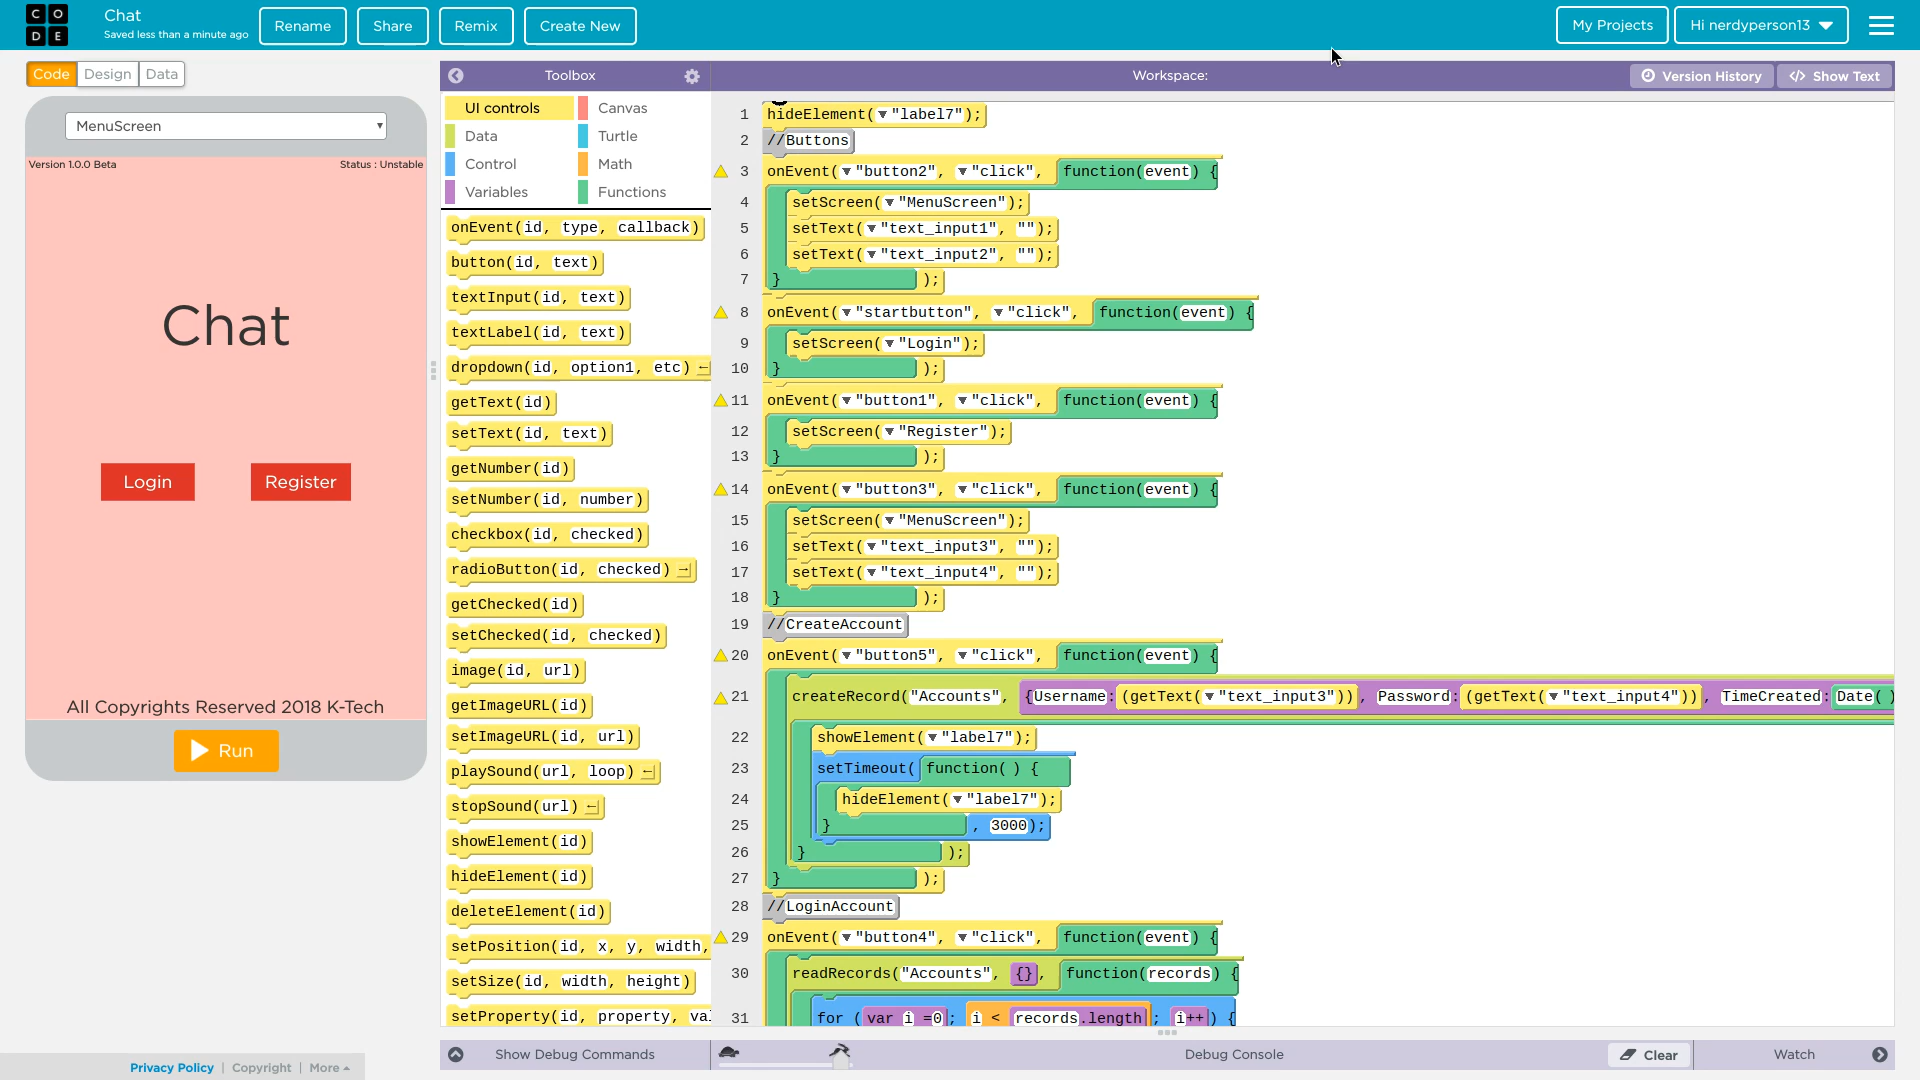 CODE
Chat
Saved less than a minute ago
Rename
Share
Remix
Create New
My Projects
Hi nerdyperson13
Code
Design
Data
MenuScreen
Version 1.0.0 Beta
Status : Unstable
Chat
Login
Register
All Copyrights Reserved 2018 K-Tech
Run
Privacy Policy | Copyright | More
Toolbox
UI controls
Canvas
Data
Turtle
Control
Math
Variables
Functions
onEvent(id, type, callback)
button(id, text)
textInput(id, text)
textLabel(id, text)
dropdown(id, option1, etc)
getText(id)
setText(id, text)
getNumber(id)
setNumber(id, number)
checkbox(id, checked)
radioButton(id, checked)
getChecked(id)
setChecked(id, checked)
image(id, url)
getImageURL(id)
setImageURL(id, url)
playSound(url, loop)
stopSound(url)
showElement(id)
hideElement(id)
deleteElement(id)
setPosition(id, x, y, width,
setSize(id, width, height)
setProperty(id, property,
Workspace:
Version History
</> Show Text
1 hideElement("label7");
2 //Buttons
3 onEvent("button2", "click", function(event) {
4 setScreen("MenuScreen");
5 setText("text_input1", "");
6 setText("text_input2", "");
7 } );
8 onEvent("startbutton", "click", function(event) {
9 setScreen("Login");
10 } );
11 onEvent("button1", "click", function(event) {
12 setScreen("Register");
13 } );
14 onEvent("button3", "click", function(event) {
15 setScreen("MenuScreen");
16 setText("text_input3", "");
17 setText("text_input4", "");
18 } );
19 //CreateAccount
20 onEvent("button5", "click", function(event) {
21 createRecord("Accounts", {Username:(getText("text_input3")), Password:(getText("text_input4")), TimeCreated:Date()
22 showElement("label7");
23 setTimeout(function() {
24 hideElement("label7");
25 } , 3000);
26 } );
27 } );
28 //LoginAccount
29 onEvent("button4", "click", function(event) {
30 readRecords("Accounts", {}, function(records) {
31 for (var i =0; i < records.length; i++) {
Show Debug Commands
Debug Console
Clear
Watch